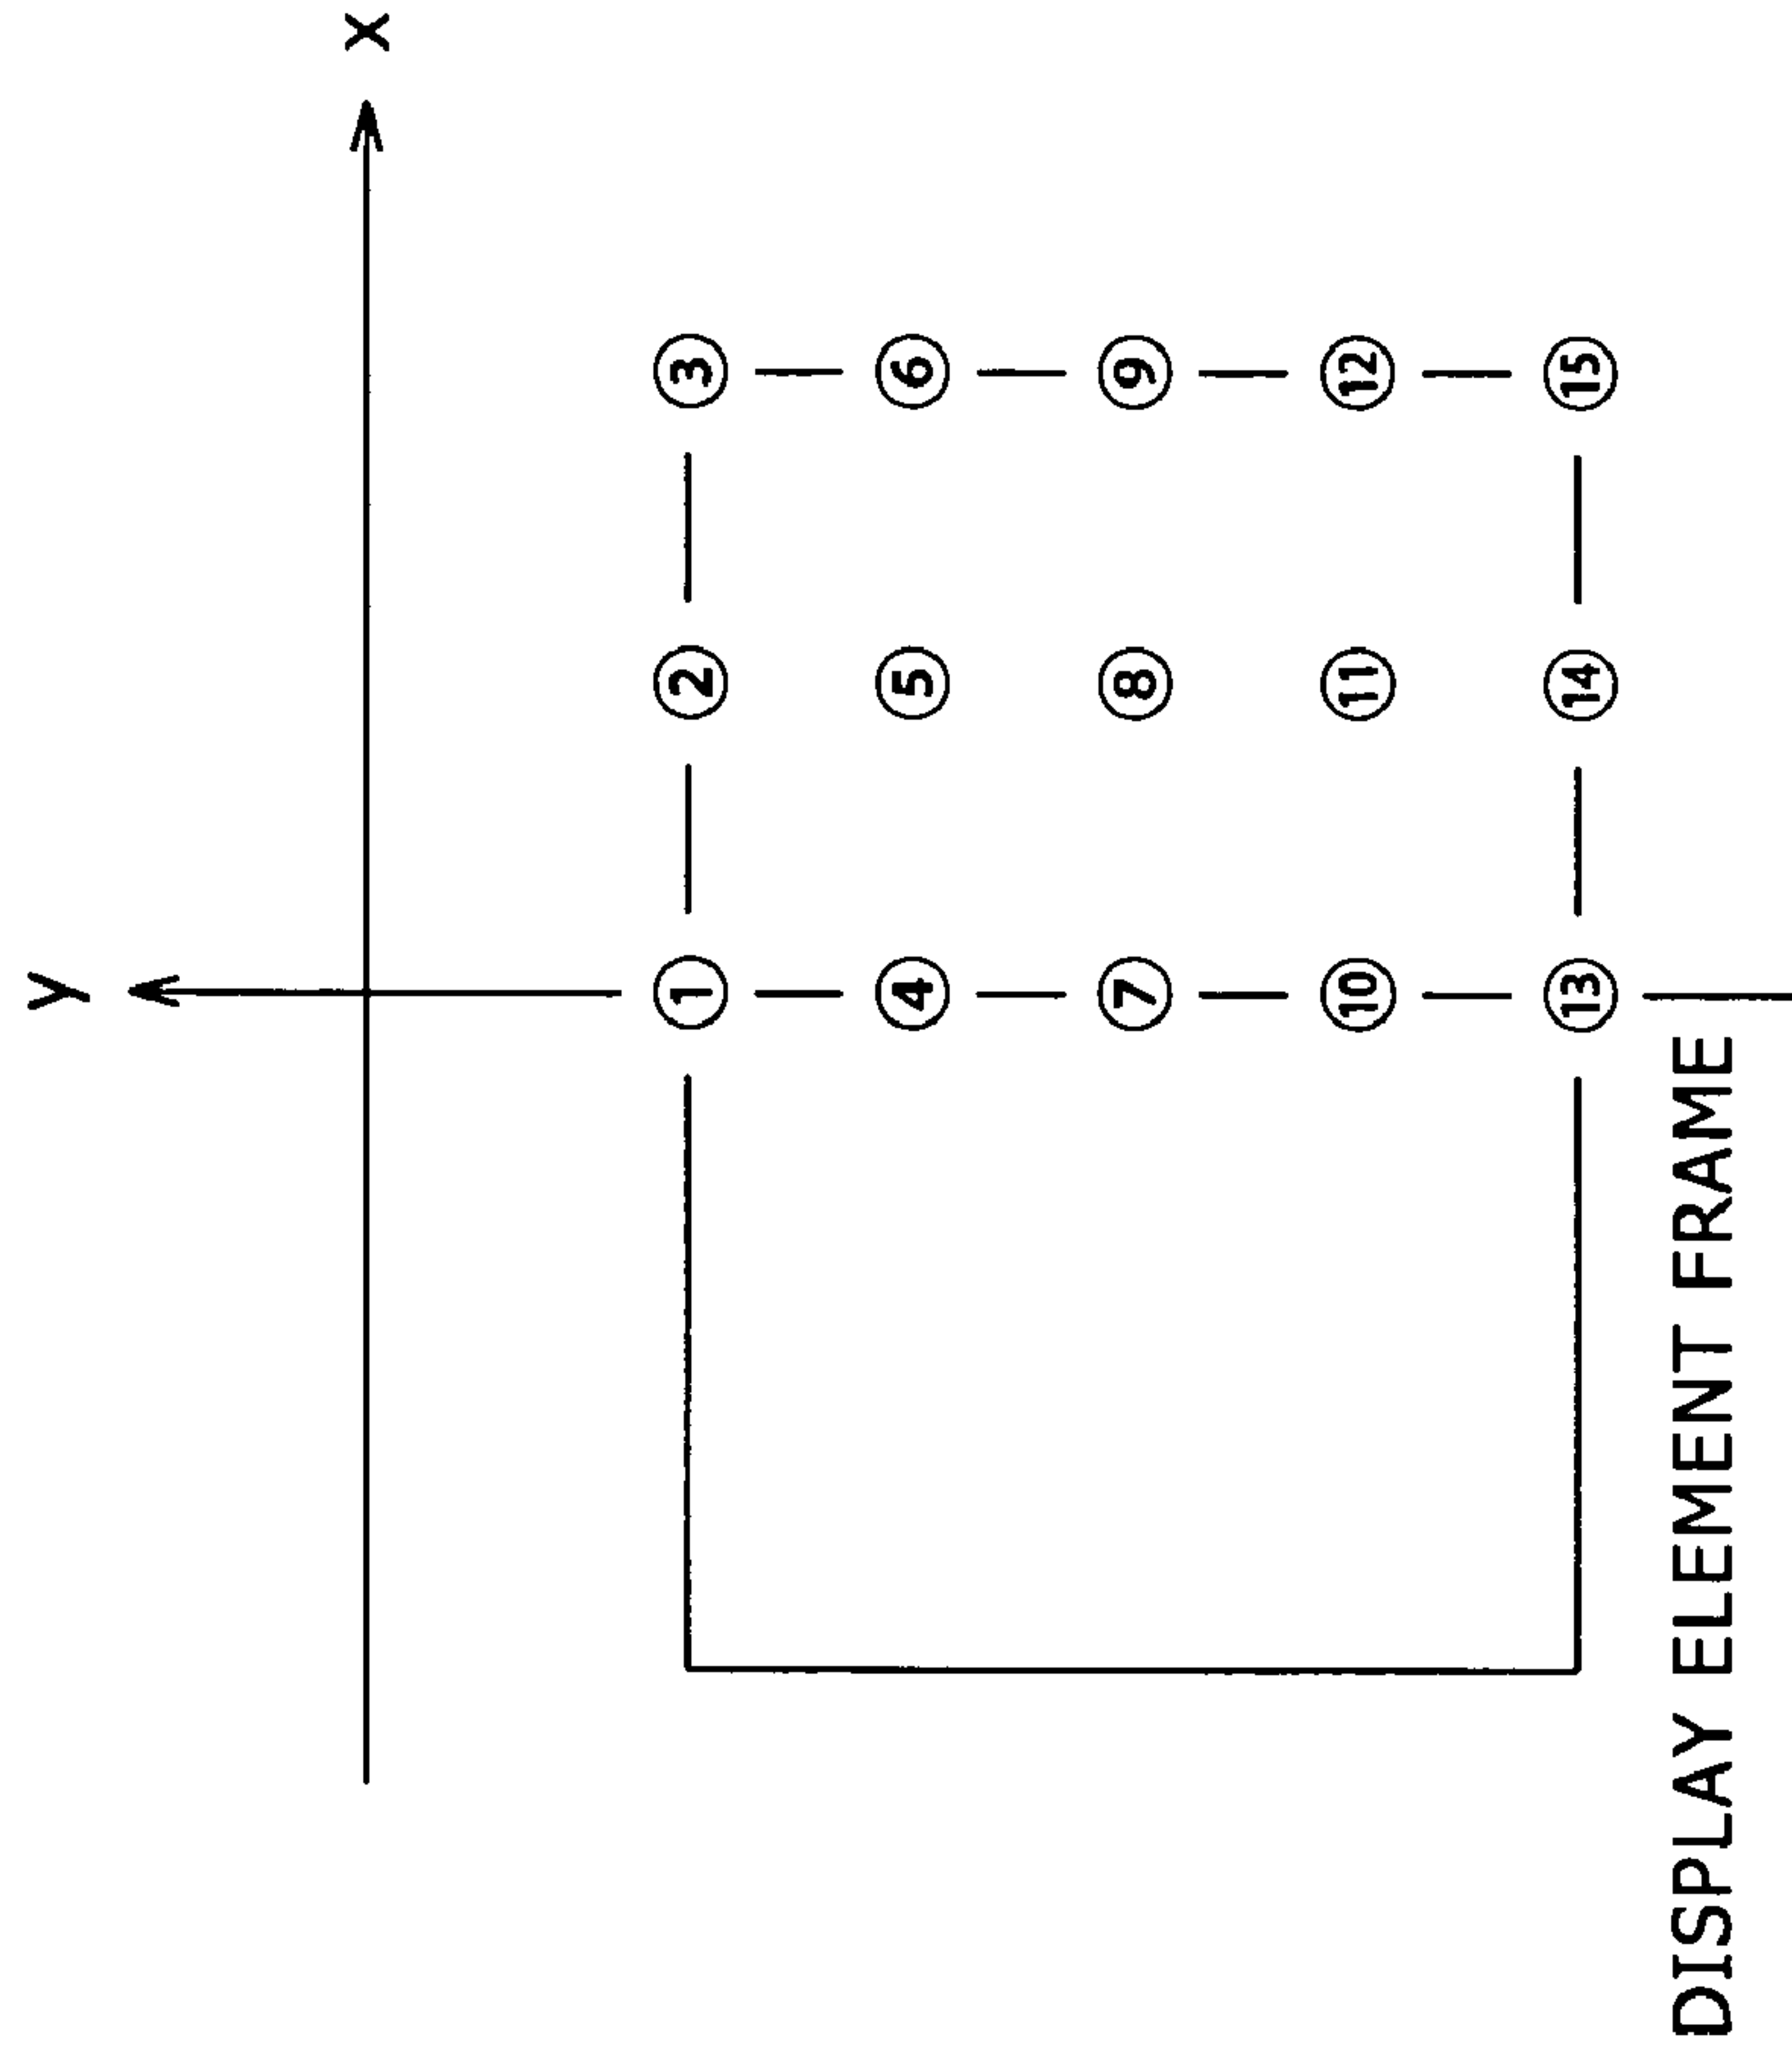 y
x
① ② ③
④ ⑤ ⑥
⑦ ⑧ ⑨
⑩ ⑪ ⑫
⑬ ⑭ ⑮
DISPLAY ELEMENT FRAME